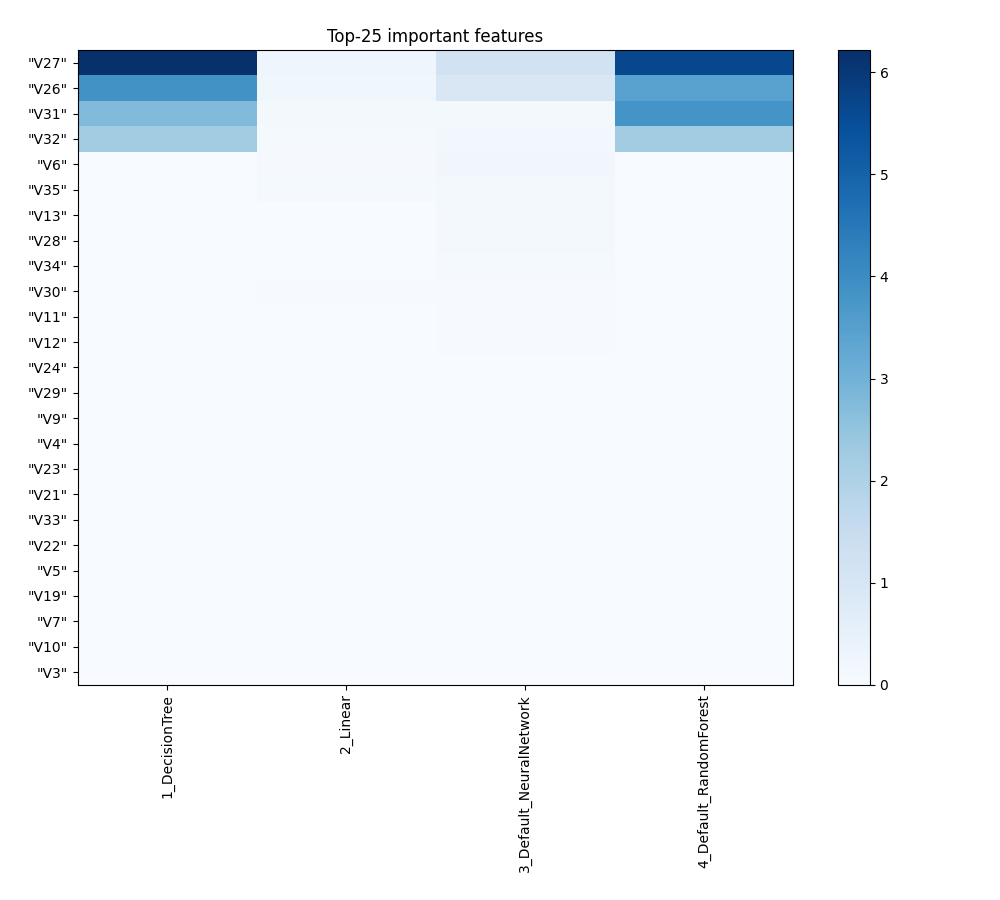 Top-25 important features
"V27"
"V26"
"V31"
"V32"
"V6"
"V35"
"V13"
"V28"
"V34"
"V30"
"V11"
"V12"
"V24"
"V29"
"V9"
"V4"
"V23"
"V21"
"V33"
"V22"
"V5"
"V19"
"V7"
"V10"
"V3"
1_DecisionTree
2_Linear
3_Default_NeuralNetwork
4_Default_RandomForest
6
5
4
3
2
1
0